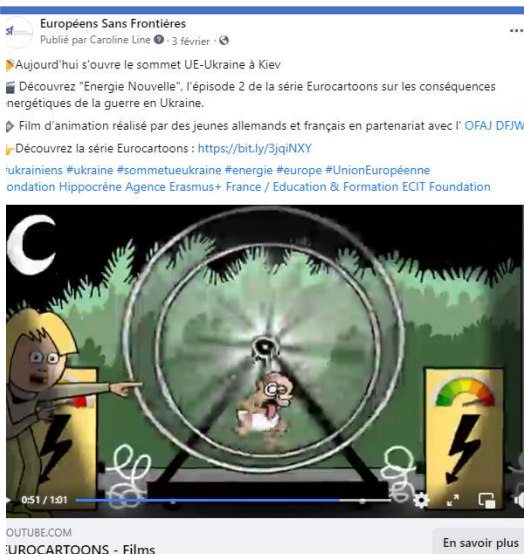 sf
Européens Sans Frontières
Publié par Caroline Line · 3 février ·
Aujourd'hui s'ouvre le sommet UE-Ukraine à Kiev
Découvrez "Energie Nouvelle", l'épisode 2 de la série Eurocartoons sur les conséquences
énergétiques de la guerre en Ukraine.
Film d'animation réalisé par des jeunes allemands et français en partenariat avec l' OFAJ DFJW
Découvrez la série Eurocartoons : https://bit.ly/3jqiNXY
#ukrainiens #ukraine #sommetueukraine #energie #europe #UnionEuropéenne
ondation Hippocrène Agence Erasmus+ France / Education & Formation ECIT Foundation
0:51 / 1:01
OUTUBE.COM
EUROCARTOONS - Films
En savoir plus